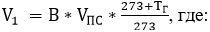 V₁ = B * V_ПС * (273+T_Г)/273, где: